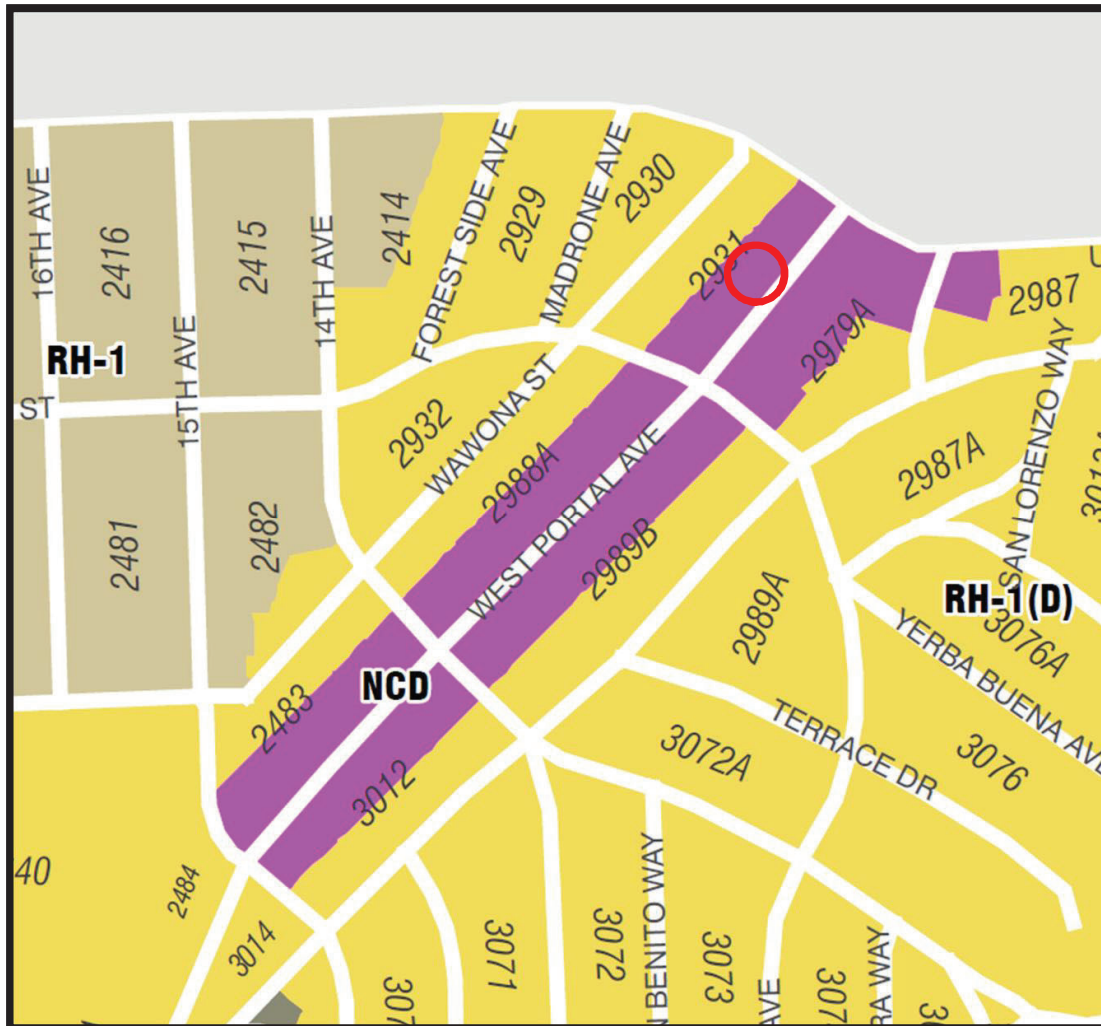 16TH AVE
2416
15TH AVE
2415
14TH AVE
2414
FOREST SIDE AVE
2929
MADRONE AVE
2930
2931
2979A
2987
RH-1
ST
2932
WAWONA ST
2988A
WEST PORTAL AVE
2989B
2987A
SAN LORENZO WAY
2481
2482
2989A
RH-1(D)
3076A
YERBA BUENA AVE
NCD
2483
3012
3072A
TERRACE DR
3076
40
2484
3014
3071
3072
BENITO WAY
3073
AVE
WAY